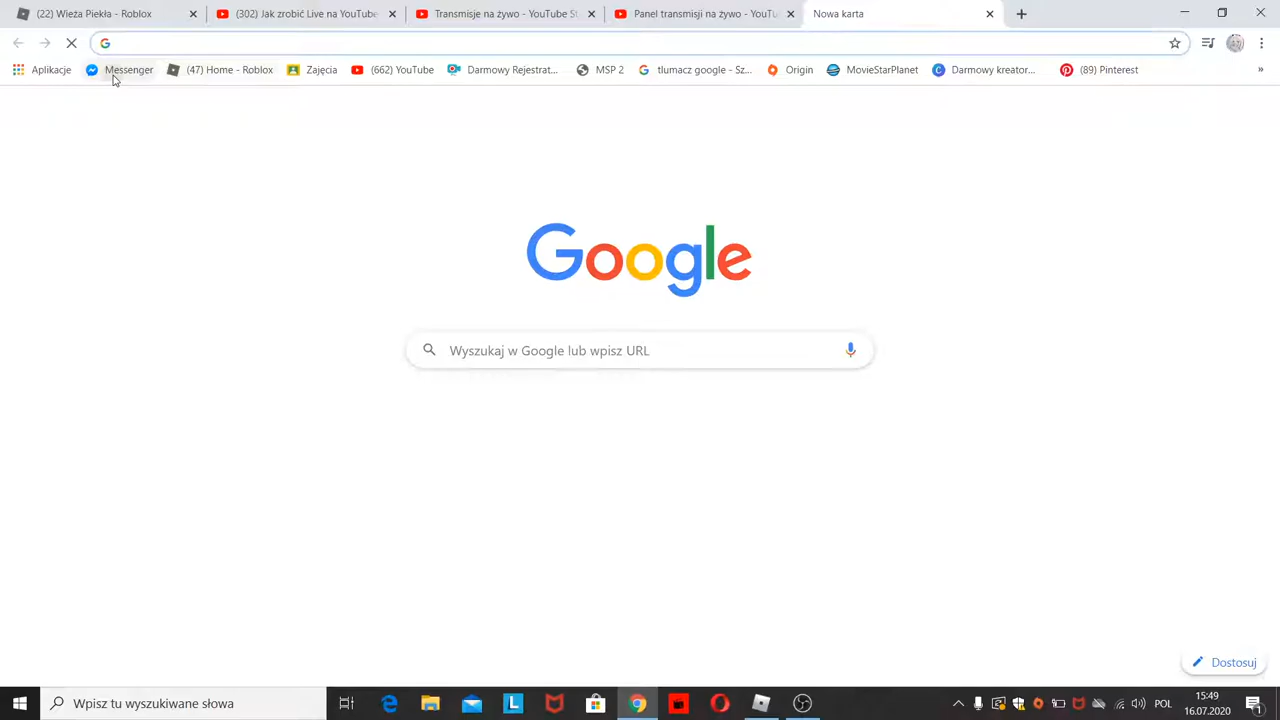 (22) Wieża Piekła - Roblox
(302) Jak zrobić Live na YouTube
Transmisje na żywo - YouTube St
Panel transmisji na żywo - YouTu
Nowa karta
Aplikacje
Messenger
(47) Home - Roblox
Zajęcia
(662) YouTube
Darmowy Rejestrat...
MSP 2
tlumacz google - Sz...
Origin
MovieStarPlanet
Darmowy kreator...
(89) Pinterest
»
Google
Wyszukaj w Google lub wpisz URL
Dostosuj
Wpisz tu wyszukiwane słowa
L
POL
15:49
16.07.2020
1